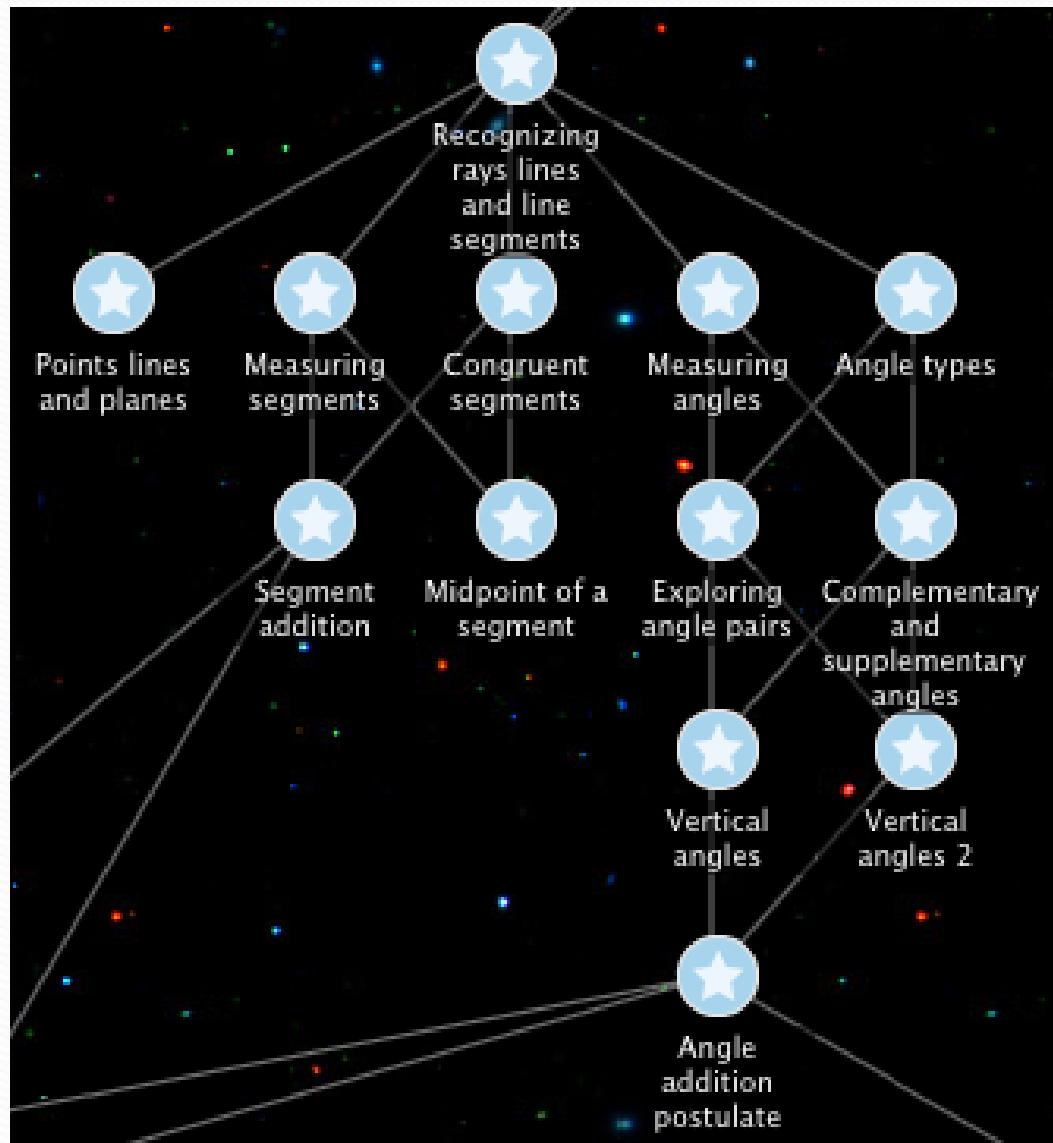 Recognizing
rays lines
and line
segments
Points lines
and planes
Measuring
segments
Congruent
segments
Measuring
angles
Angle types
Segment
addition
Midpoint of a
segment
Exploring
angle pairs
Complementary
and
supplementary
angles
Vertical
angles
Vertical
angles 2
Angle
addition
postulate